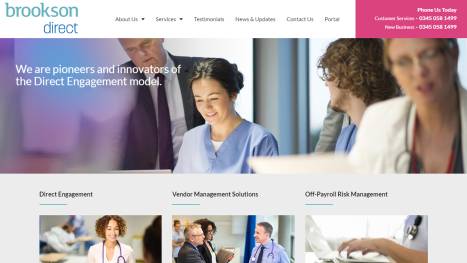 brookson
direct
About Us
Services
Testimonials
News & Updates
Contact Us
Portal
Phone Us Today
Customer Services - 0345 058 1499
New Business - 0345 058 1499
We are pioneers and innovators of
the Direct Engagement model.
Direct Engagement
Vendor Management Solutions
Off-Payroll Risk Management